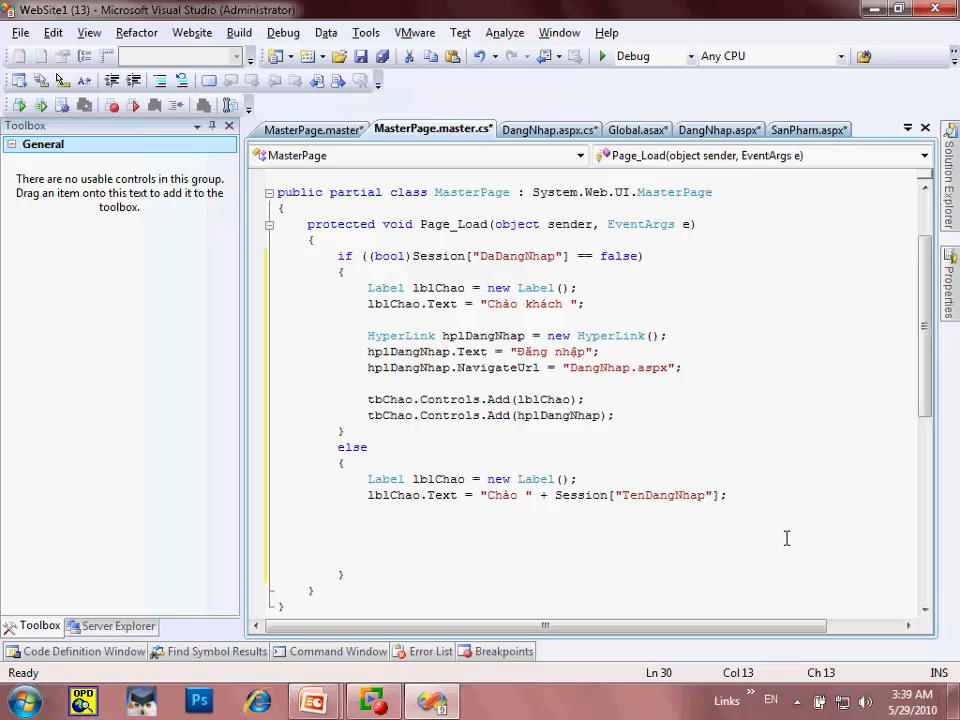 WebSite1 (13) - Microsoft Visual Studio (Administrator)
File Edit View Refactor Website Build Debug Data Tools VMware Test Analyze Window Help
Debug Any CPU
Toolbox
MasterPage.master* MasterPage.master.cs* DangNhap.aspx.cs* Global.asax* DangNhap.aspx* SanPham.aspx*
General
MasterPage Page_Load(object sender, EventArgs e)
There are no usable controls in this group.
Drag an item onto this text to add it to the
toolbox.
public partial class MasterPage : System.Web.UI.MasterPage
{
protected void Page_Load(object sender, EventArgs e)
{
if ((bool)Session["DaDangNhap"] == false)
{
Label lblChao = new Label();
lblChao.Text = "Chào khách ";
HyperLink hplDangNhap = new HyperLink();
hplDangNhap.Text = "Đăng nhập";
hplDangNhap.NavigateUrl = "DangNhap.aspx";
tbChao.Controls.Add(lblChao);
tbChao.Controls.Add(hplDangNhap);
}
else
{
Label lblChao = new Label();
lblChao.Text = "Chào " + Session["TenDangNhap"];
}
}
}
Solution Explorer
Properties
Toolbox Server Explorer
Code Definition Window Find Symbol Results Command Window Error List Breakpoints
Ready Ln 30 Col 13 Ch 13 INS
OPD Ps Links » EN 3:39 AM
5/29/2010